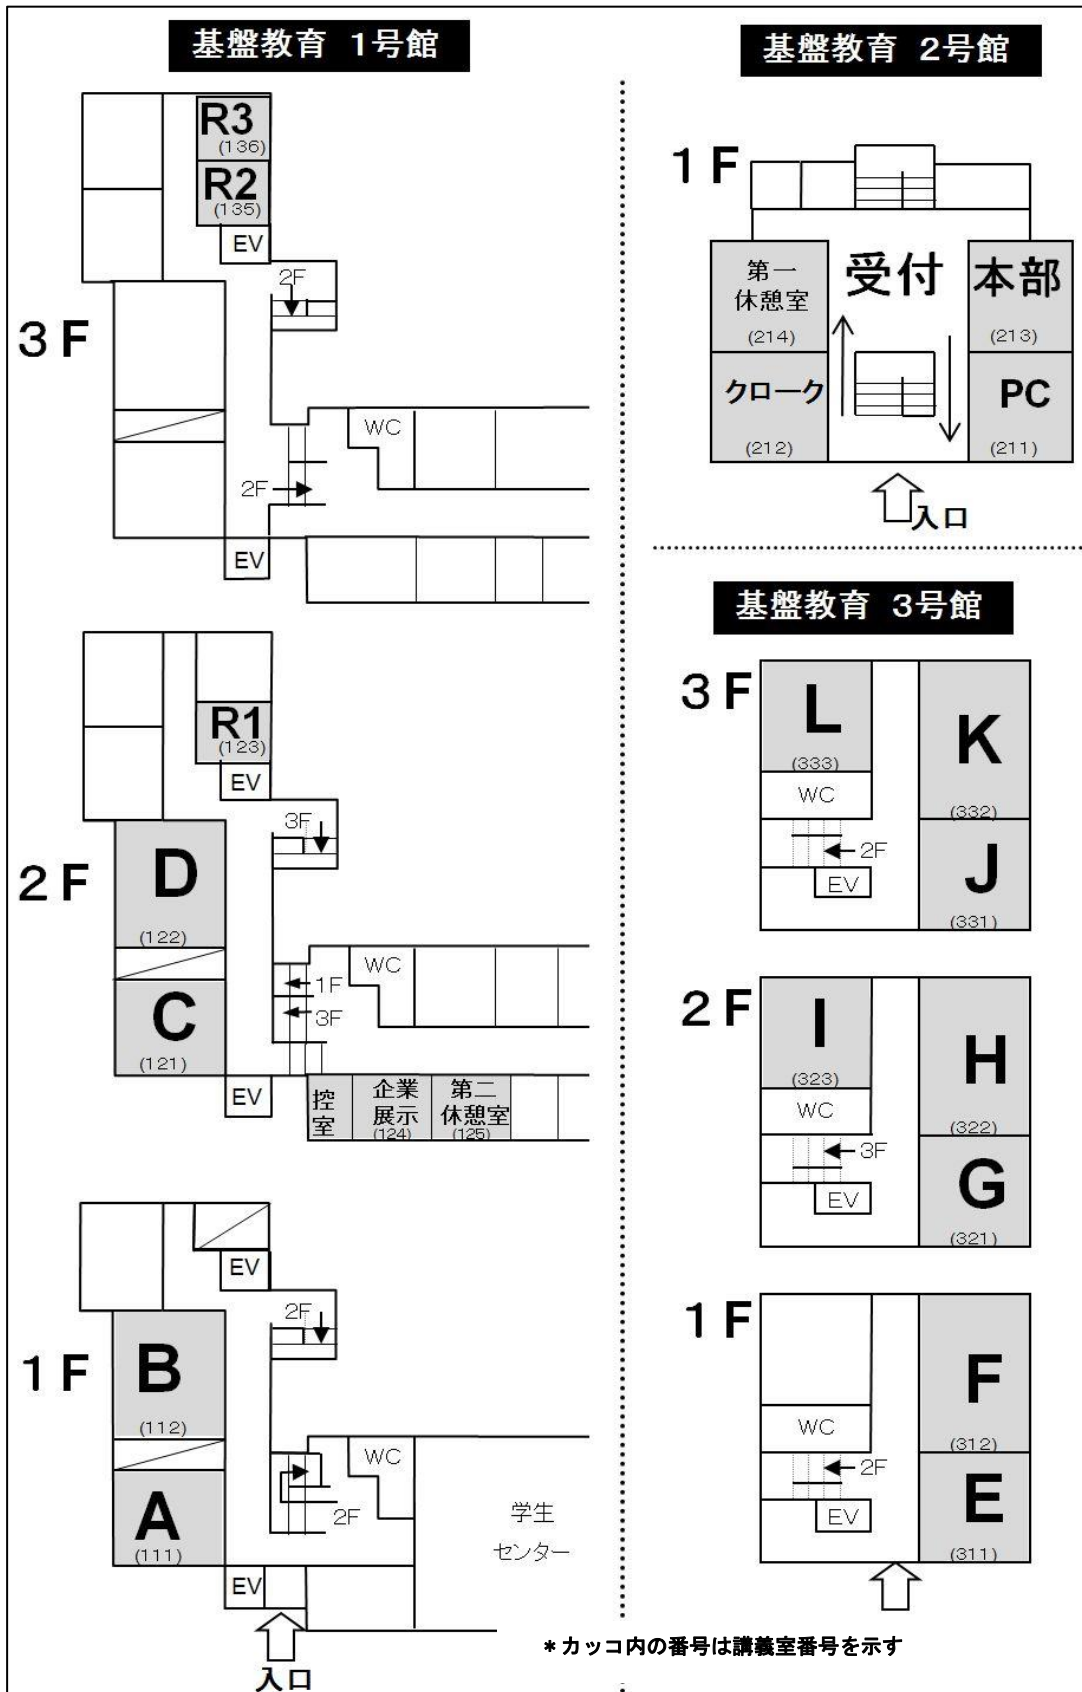 基盤教育 1号館
3F
R3
(136)
R2
(135)
EV
2F
WC
2F
EV
2F
R1
(123)
EV
3F
D
(122)
C
(121)
1F
3F
WC
EV
控室
企業
展示
(124)
第二
休憩室
(125)
1F
EV
2F
B
(112)
A
(111)
WC
2F
学生
センター
EV
入口
基盤教育 2号館
1F
第一
休憩室
(214)
受付
本部
(213)
クローク
(212)
PC
(211)
入口
基盤教育 3号館
3F
L
(333)
K
(332)
WC
2F
EV
J
(331)
2F
I
(323)
H
(322)
WC
3F
EV
G
(321)
1F
F
(312)
WC
2F
EV
E
(311)
*カッコ内の番号は講義室番号を示す